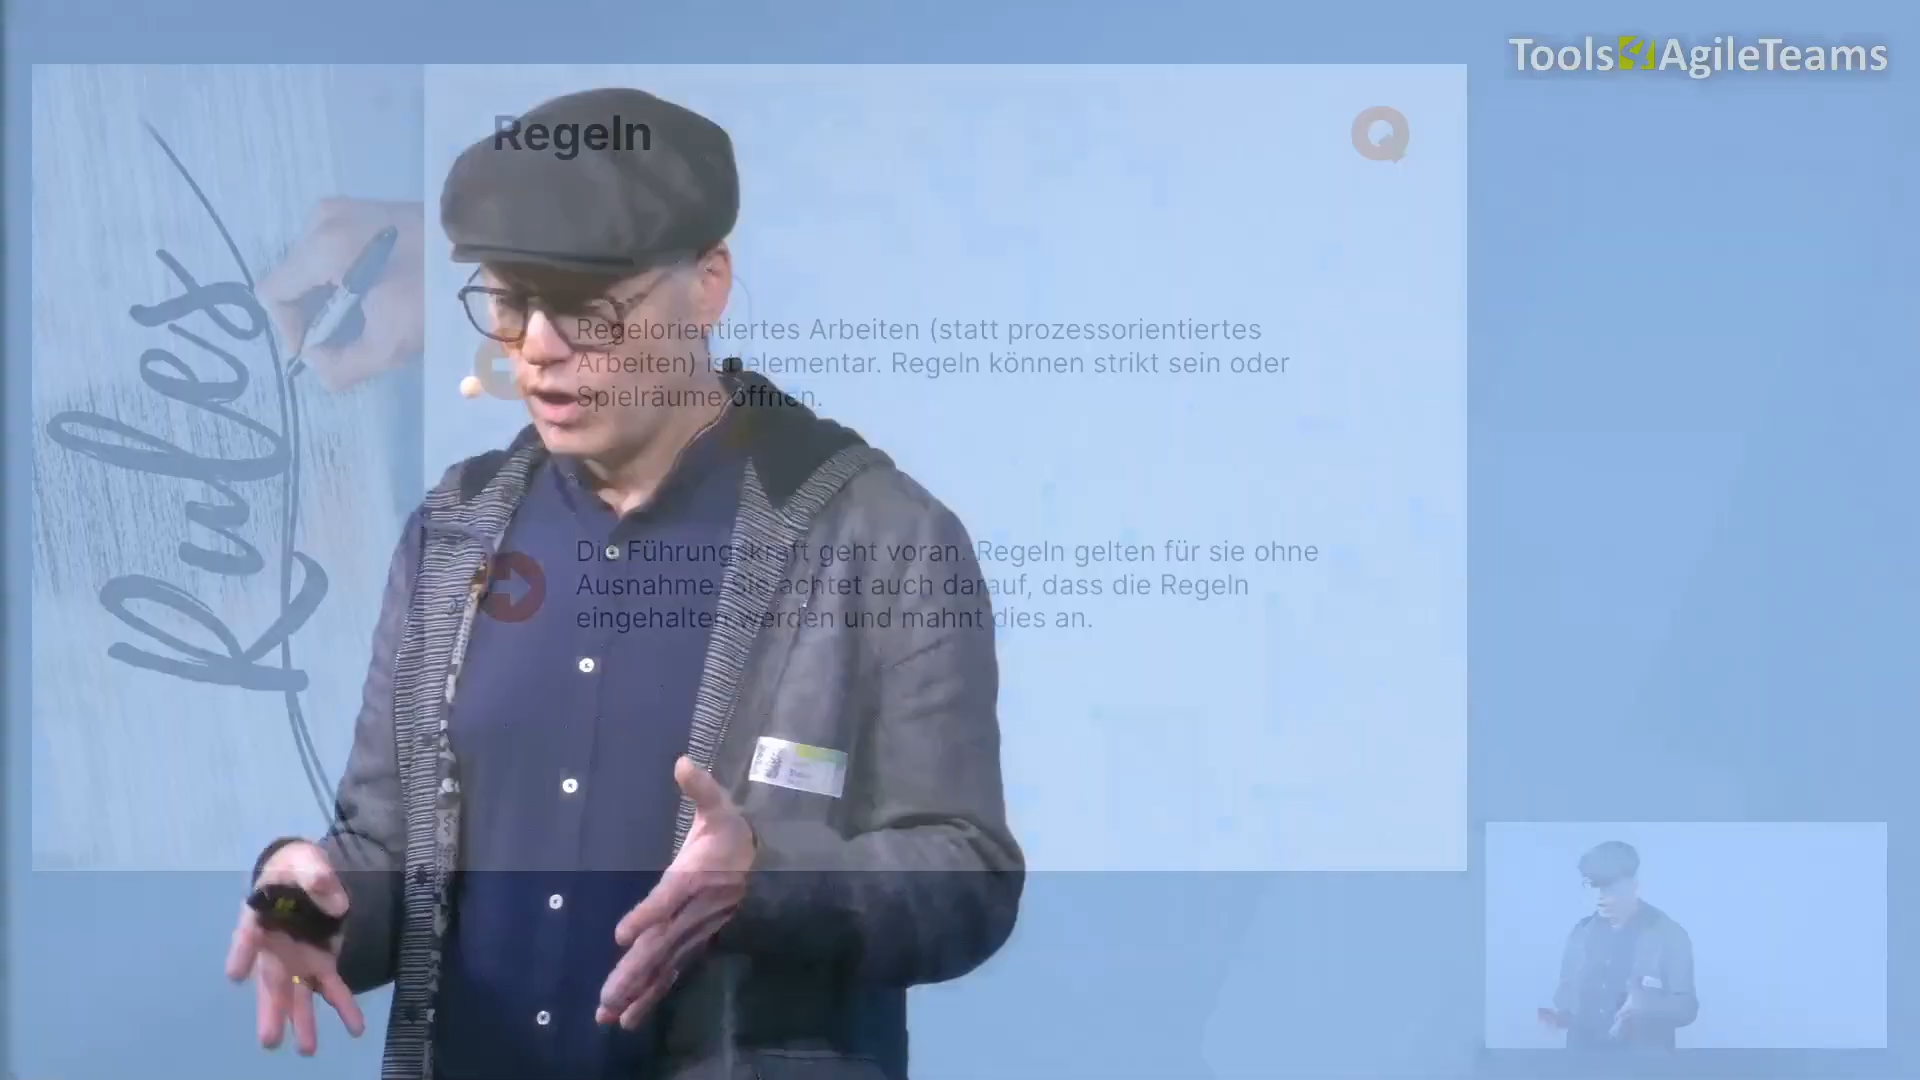 Tools4AgileTeams
Regeln
Rules
Regelorientiertes Arbeiten (statt prozessorientiertes
Arbeiten) ist elementar. Regeln können strikt sein oder
Spielräume öffnen.
Die Führungskraft geht voran. Regeln gelten für sie ohne
Ausnahme. Sie achtet auch darauf, dass die Regeln
eingehalten werden und mahnt dies an.